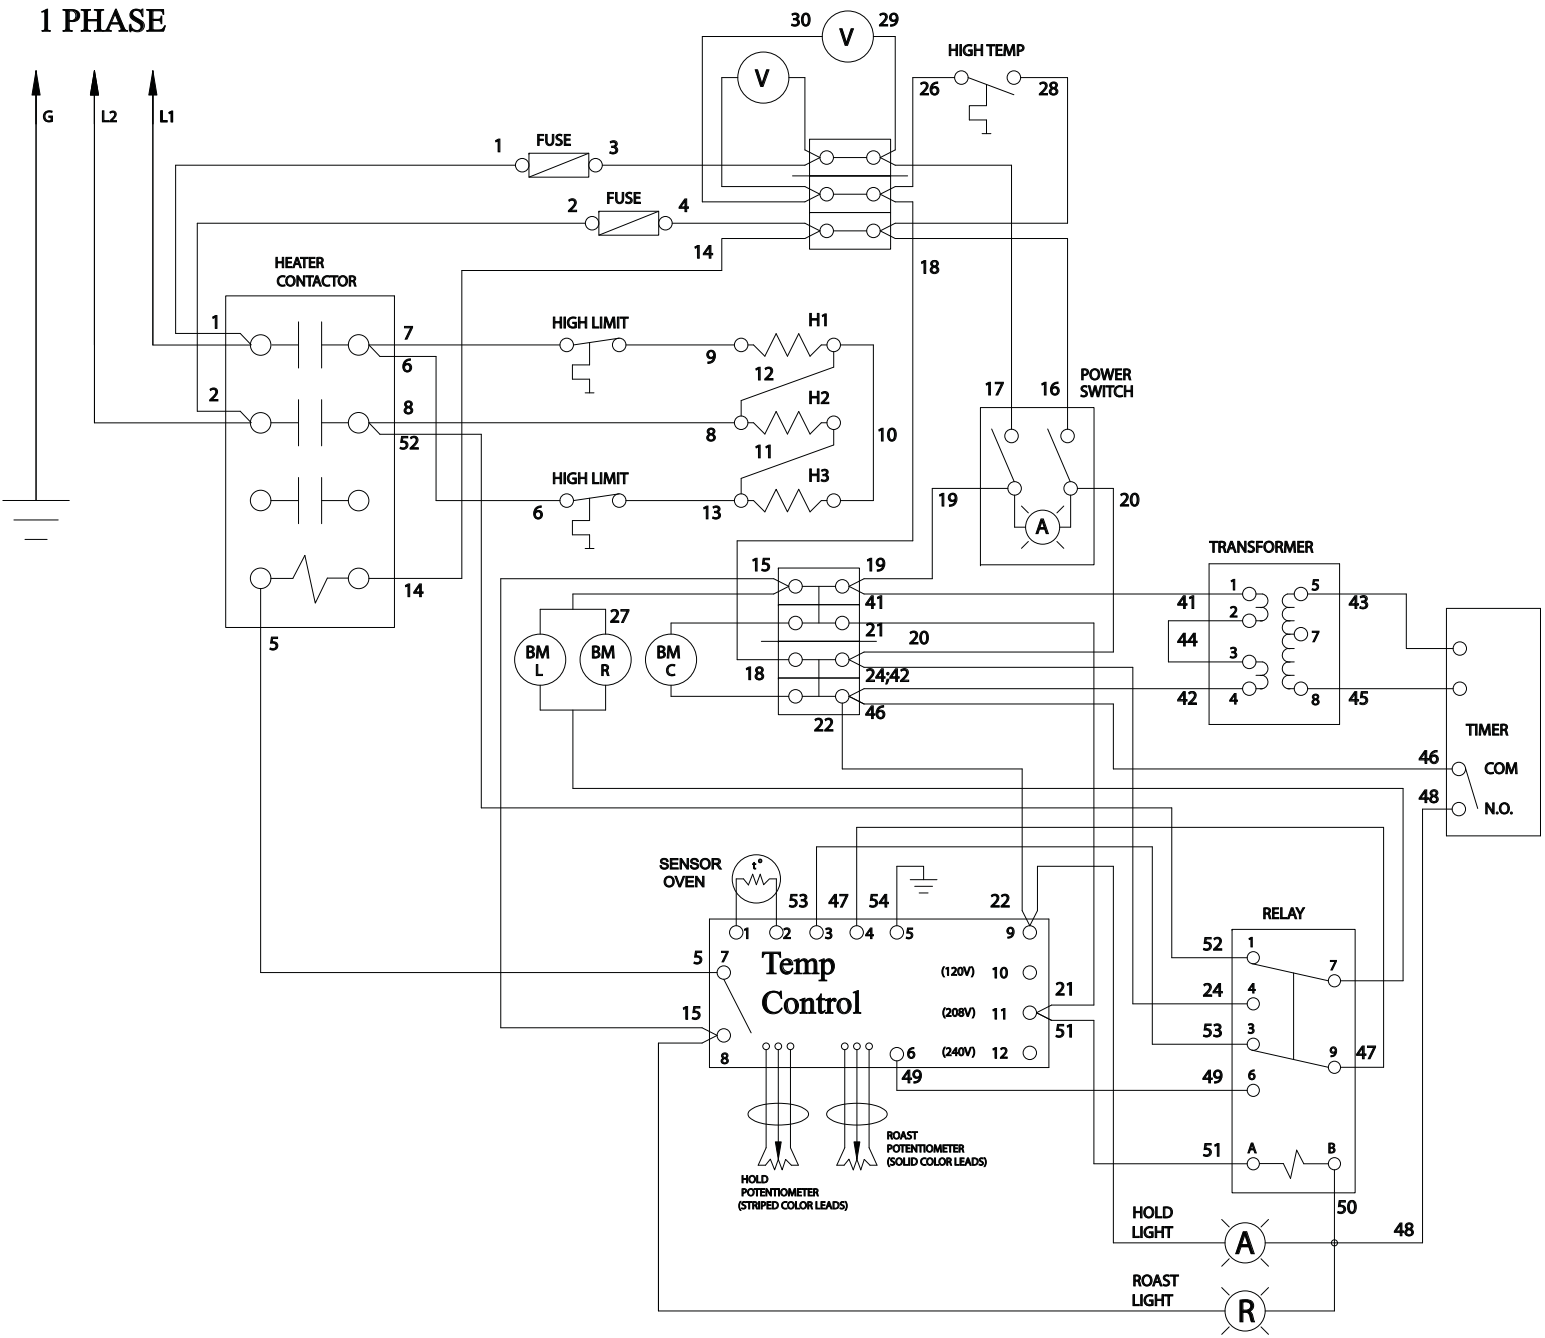 1 PHASE
30 V 29
V
HIGH TEMP
26 28
G L2 L1
1 FUSE 3
2 FUSE 4
14
18
HEATER
CONTACTOR
1 7
6
HIGH LIMIT
9 H1
12
2 8
52
8 H2
11
10
HIGH LIMIT
6 13 H3
17 16
POWER
SWITCH
19 20
A
14
5
15 19
41
21
20
18 24;42
46
22
27
BM
L
BM
R
BM
C
TRANSFORMER
41 1 5 43
2
44 7
3
42 4 8 45
TIMER
46 COM
48 N.O.
SENSOR
OVEN
t°
53 47 54 22
1 2 3 4 5 9
5 7
Temp
Control
(120V) 10
(208V) 11
(240V) 12
21
51
15
8
6
49
HOLD
POTENTIOMETER
(STRIPED COLOR LEADS)
ROAST
POTENTIOMETER
(SOLID COLOR LEADS)
RELAY
52 1
7
24 4
53 3
9 47
49 6
51 A B
50
HOLD
LIGHT
A 48
ROAST
LIGHT
R